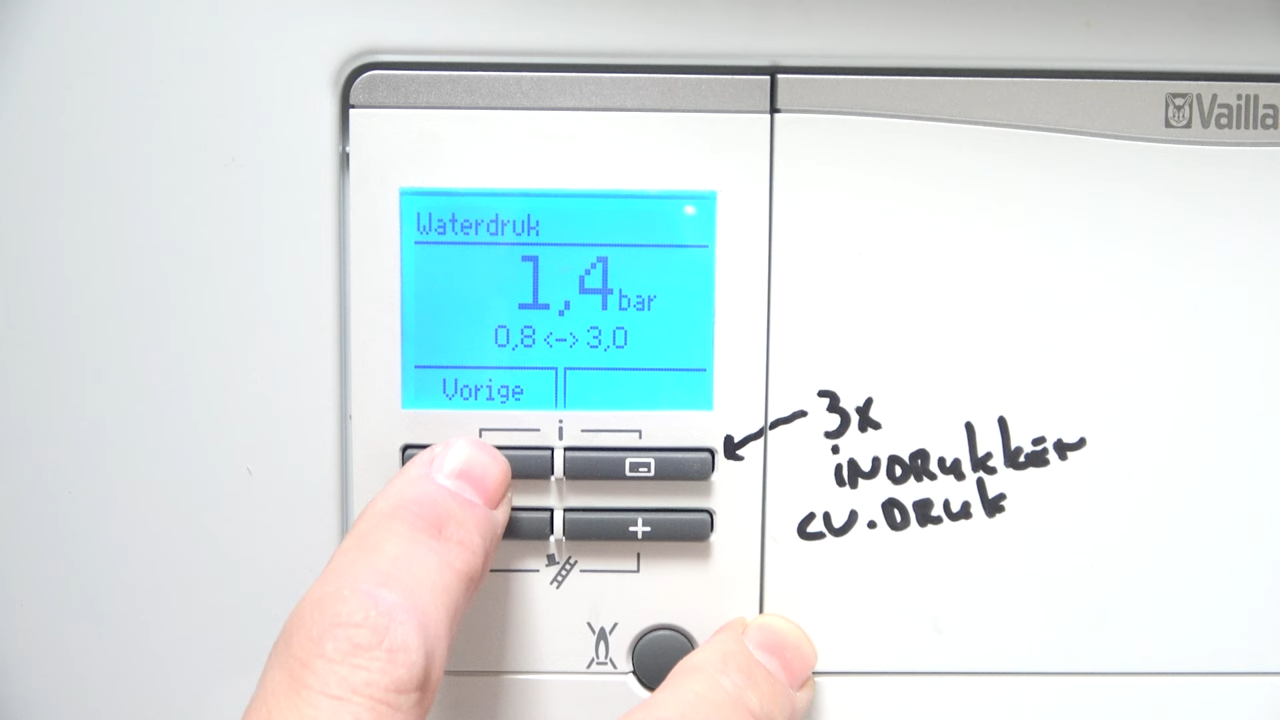 Vailla
Waterdruk
1,4 bar
0,8 <-> 3,0
Vorige
i
+
3x
iNDRukkeN
CV.DRuk